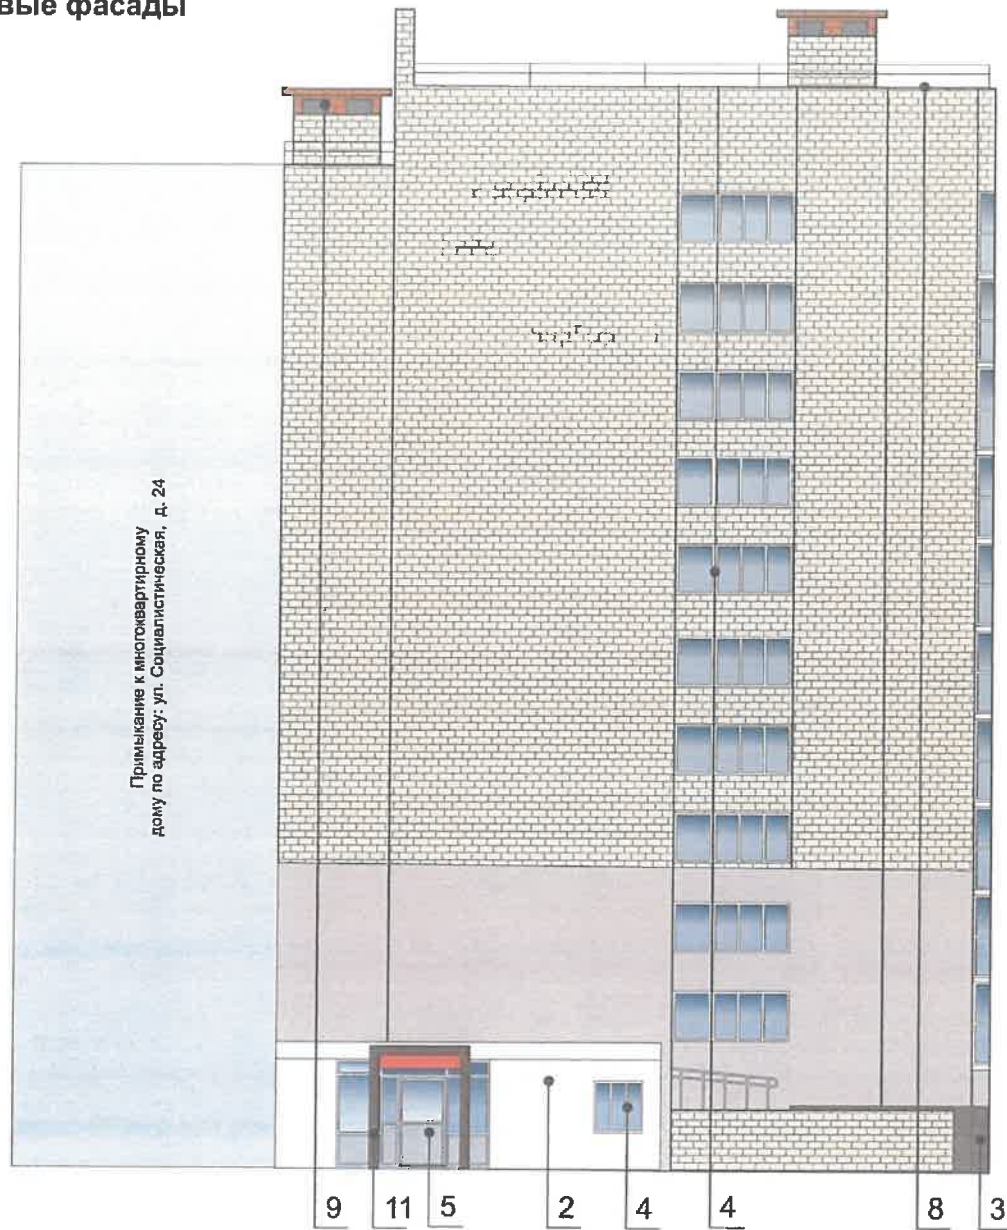 вые фасады
Примыкание к многоквартирному
дому по адресу: ул. Социалистическая, д. 24
9 11 5 2 4 4 8 3